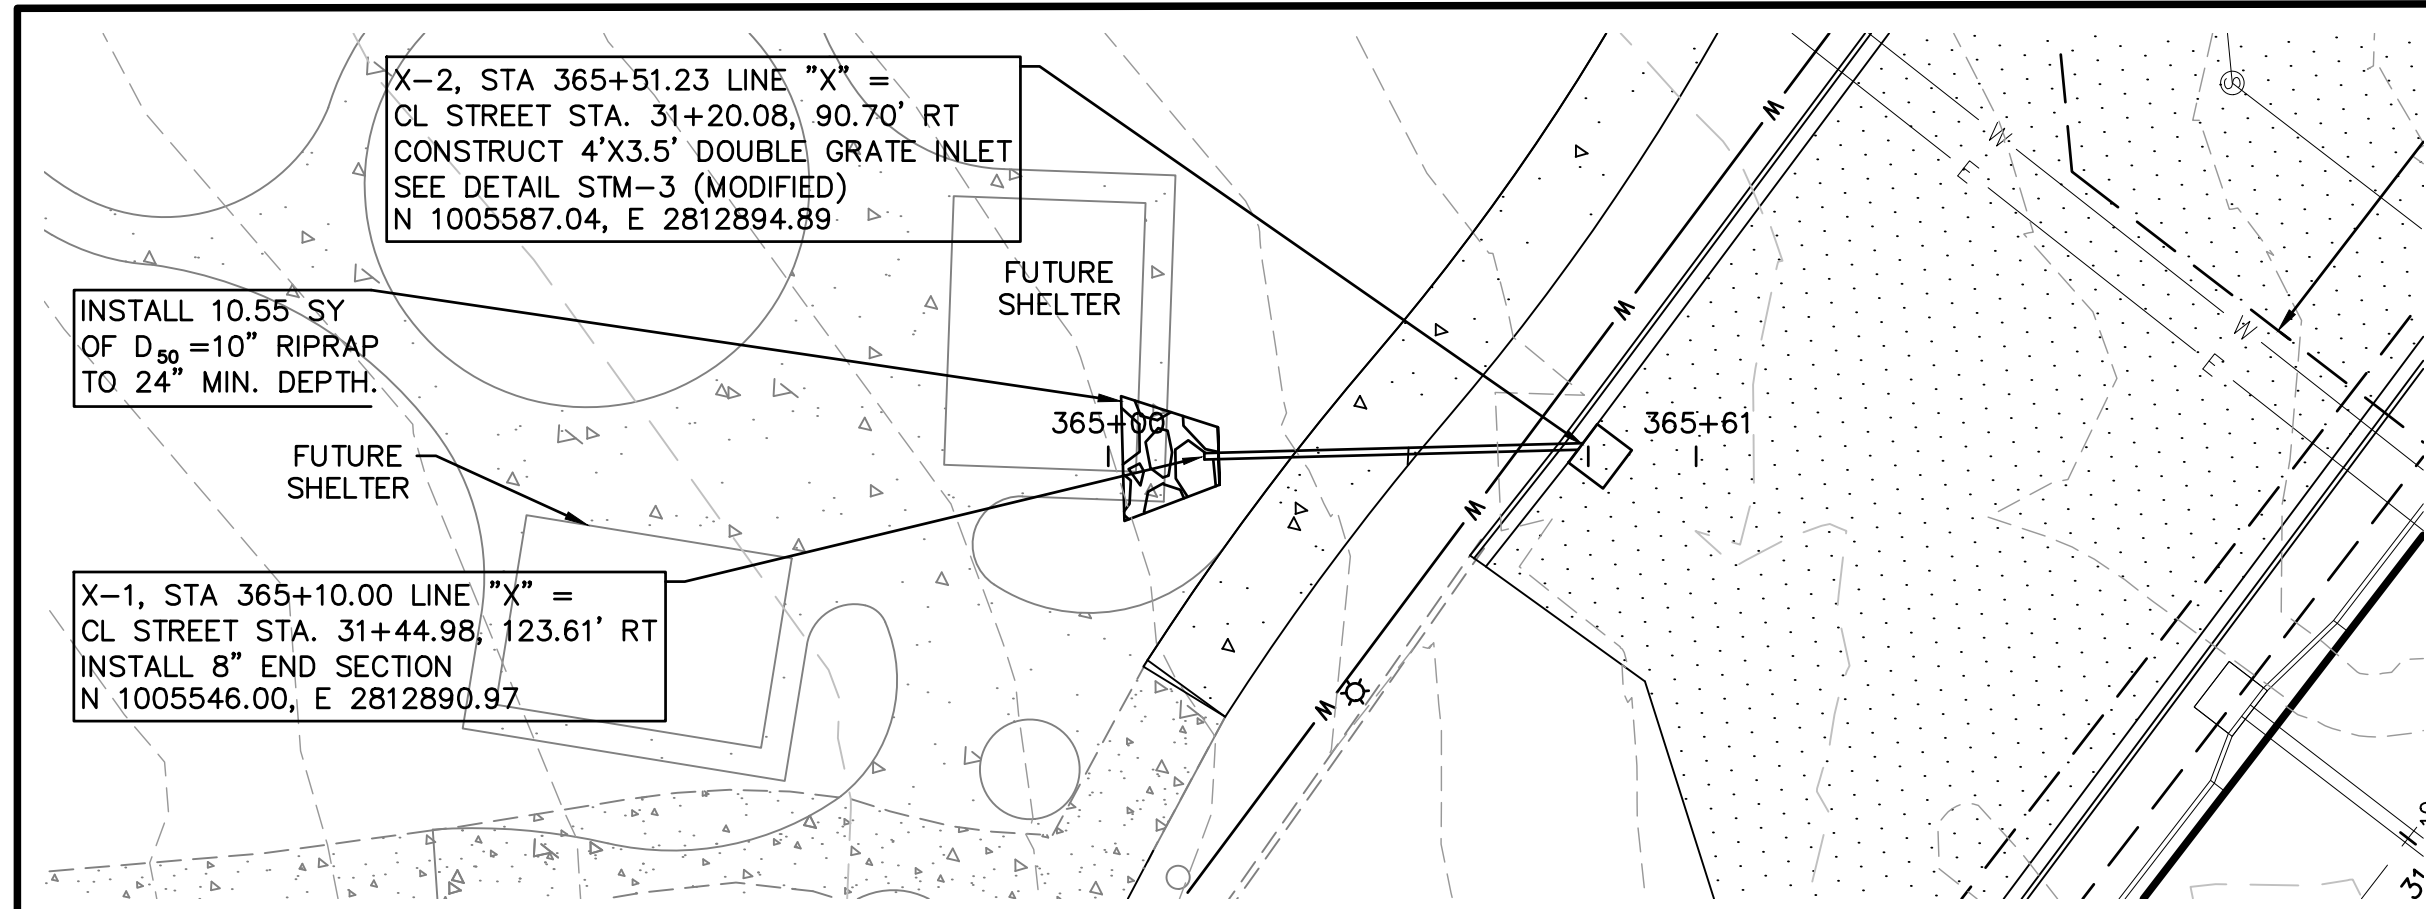 X-2, STA 365+51.23 LINE "X" =
CL STREET STA. 31+20.08, 90.70' RT
CONSTRUCT 4'X3.5' DOUBLE GRATE INLET
SEE DETAIL STM-3 (MODIFIED)
N 1005587.04, E 2812894.89
FUTURE
SHELTER
INSTALL 10.55 SY
OF D50 =10" RIPRAP
TO 24" MIN. DEPTH.
365+00
365+61
FUTURE
SHELTER
X-1, STA 365+10.00 LINE "X" =
CL STREET STA. 31+44.98, 123.61' RT
INSTALL 8" END SECTION
N 1005546.00, E 2812890.97
W
W
W
W
W
E
W
E
S
31